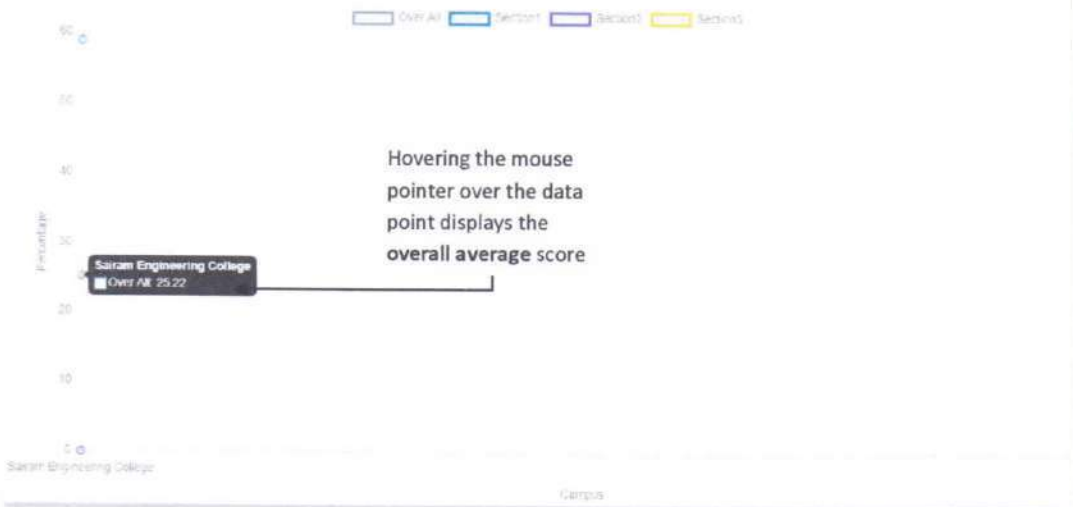 Over All Section1 Section2 Section3
60
50
40
30
20
10
0
Percentage
Hovering the mouse
pointer over the data
point displays the
overall average score
Sairam Engineering College
Over All: 25.22
Sairam Engineering College
Campus